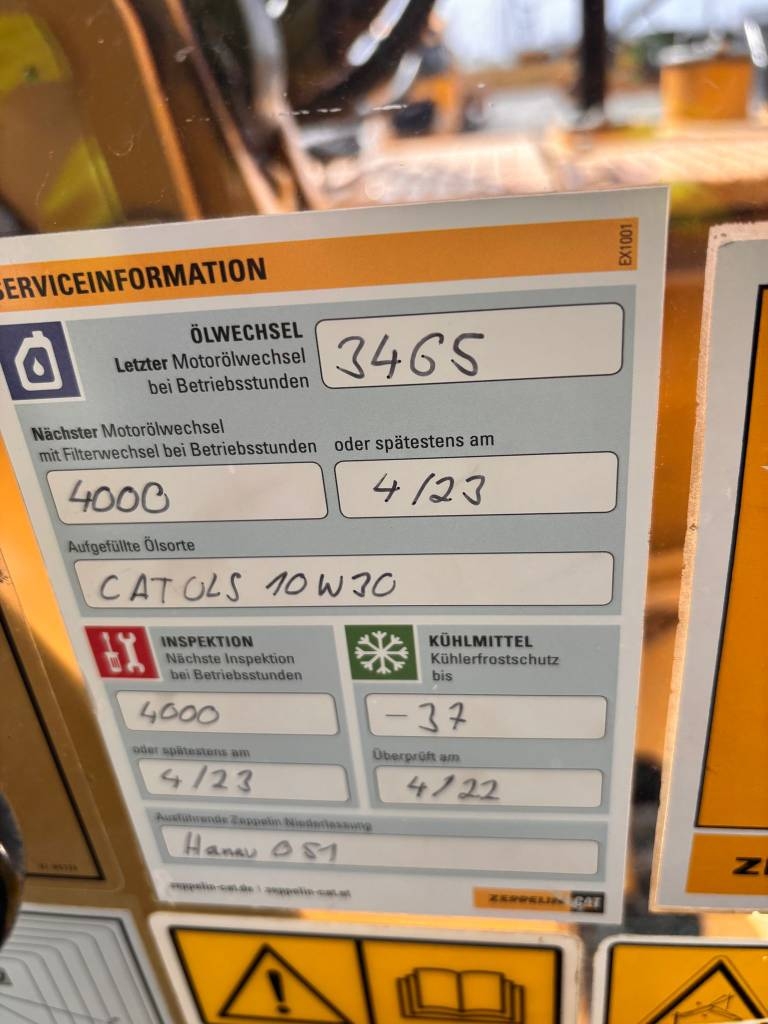 SERVICEINFORMATION
EX1001
ÖLWECHSEL
Letzter Motorölwechsel
bei Betriebsstunden
3465
Nächster Motorölwechsel
mit Filterwechsel bei Betriebsstunden
oder spätestens am
4000
4/23
Aufgefüllte Ölsorte
CAT OLS 10W30
INSPEKTION
Nächste Inspektion
bei Betriebsstunden
4000
oder spätestens am
4/23
KÜHLMITTEL
Kühlerfrostschutz
bis
-37
Überprüft am
4/22
Ausführende Zeppelin Niederlassung
Hanau 051
zeppelin-cat.de | zeppelin-cat.at
ZEPPELIN CAT